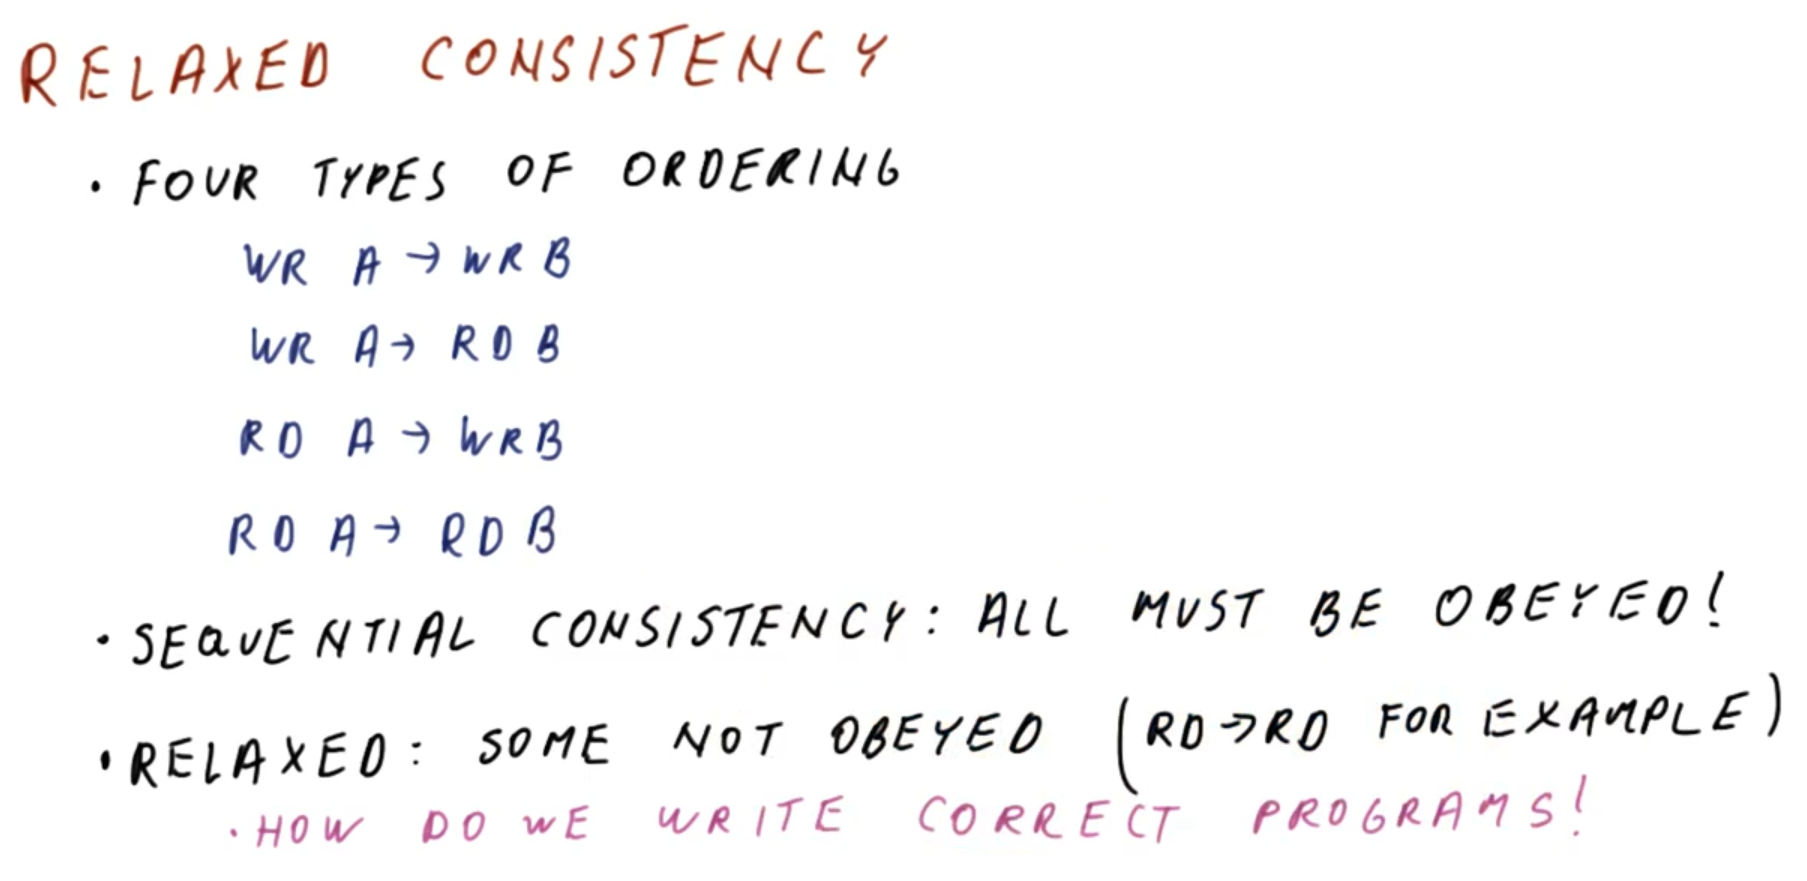 RELAXED CONSISTENCY
• FOUR TYPES OF ORDERING
WR A → WR B
WR A → RD B
RD A → WR B
RD A → RD B
• SEQUENTIAL CONSISTENCY: ALL MUST BE OBEYED!
• RELAXED: SOME NOT OBEYED (RD → RD FOR EXAMPLE)
• HOW DO WE WRITE CORRECT PROGRAMS!